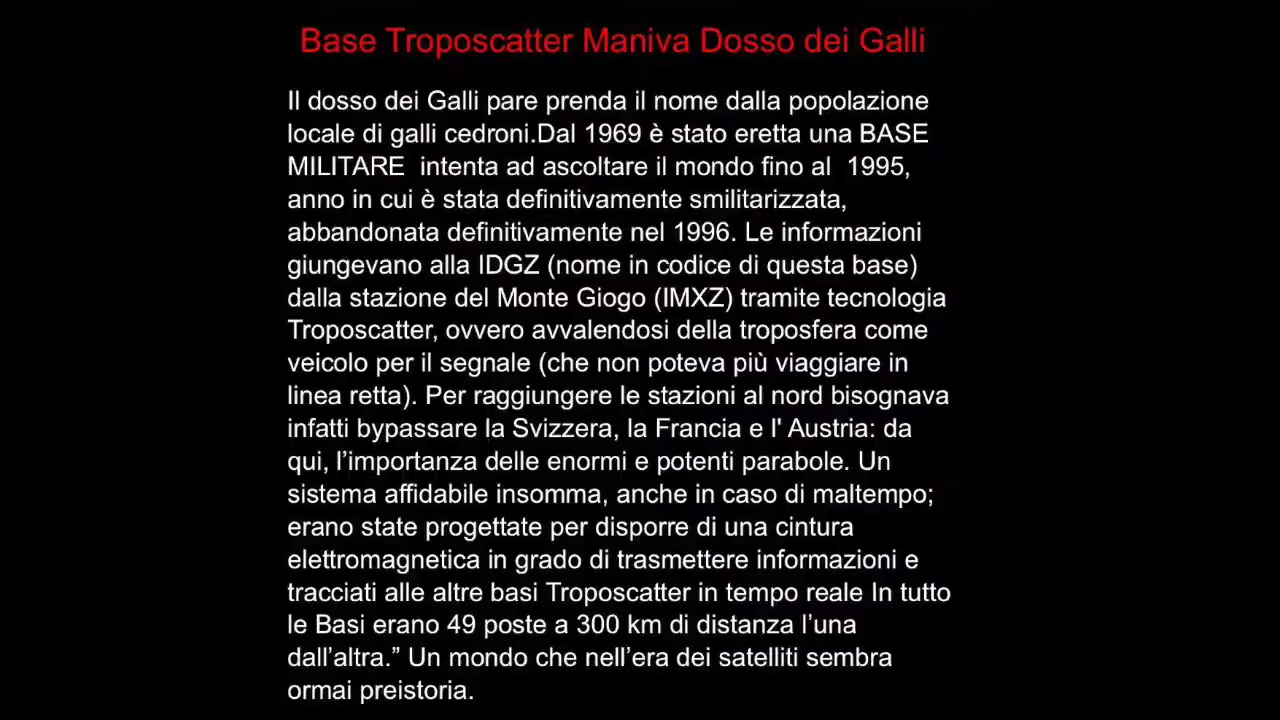 Base Troposcatter Maniva Dosso dei Galli
Il dosso dei Galli pare prenda il nome dalla popolazione
locale di galli cedroni.Dal 1969 è stato eretta una BASE
MILITARE  intenta ad ascoltare il mondo fino al  1995,
anno in cui è stata definitivamente smilitarizzata,
abbandonata definitivamente nel 1996. Le informazioni
giungevano alla IDGZ (nome in codice di questa base)
dalla stazione del Monte Giogo (IMXZ) tramite tecnologia
Troposcatter, ovvero avvalendosi della troposfera come
veicolo per il segnale (che non poteva più viaggiare in
linea retta). Per raggiungere le stazioni al nord bisognava
infatti bypassare la Svizzera, la Francia e l' Austria: da
qui, l’importanza delle enormi e potenti parabole. Un
sistema affidabile insomma, anche in caso di maltempo;
erano state progettate per disporre di una cintura
elettromagnetica in grado di trasmettere informazioni e
tracciati alle altre basi Troposcatter in tempo reale In tutto
le Basi erano 49 poste a 300 km di distanza l’una
dall’altra.” Un mondo che nell’era dei satelliti sembra
ormai preistoria.